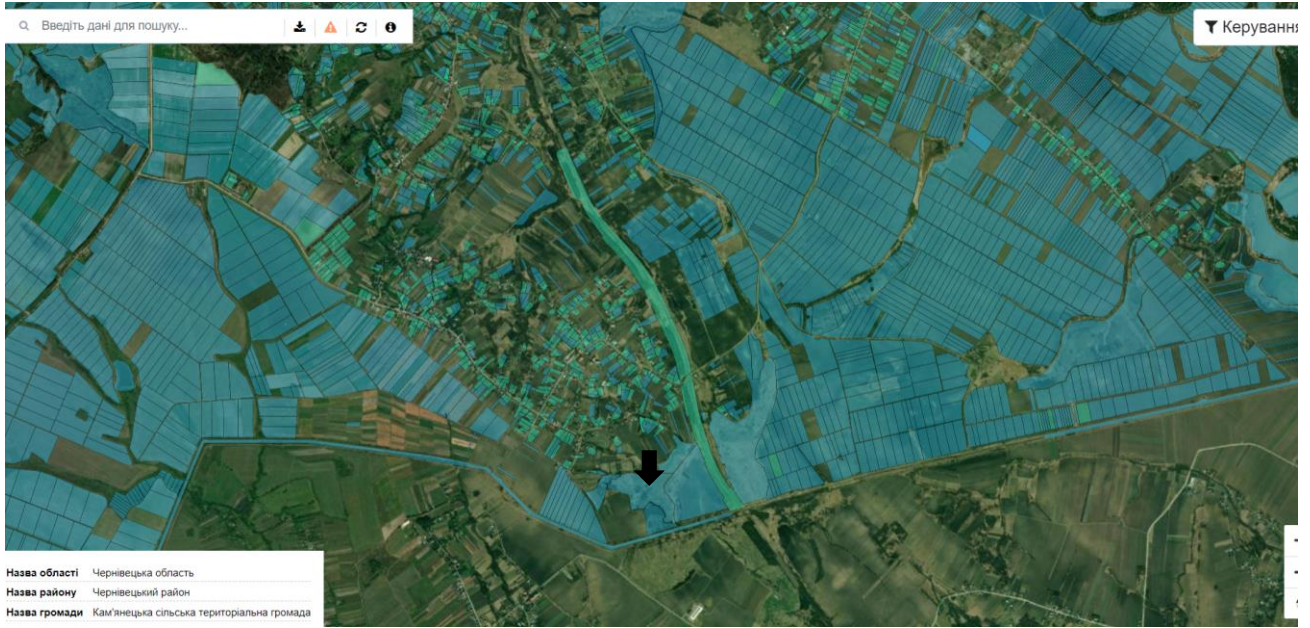 Введіть дані для пошуку...
Керування
Назва області Чернівецька область
Назва району Чернівецький район
Назва громади Кам'янецька сільська територіальна громада